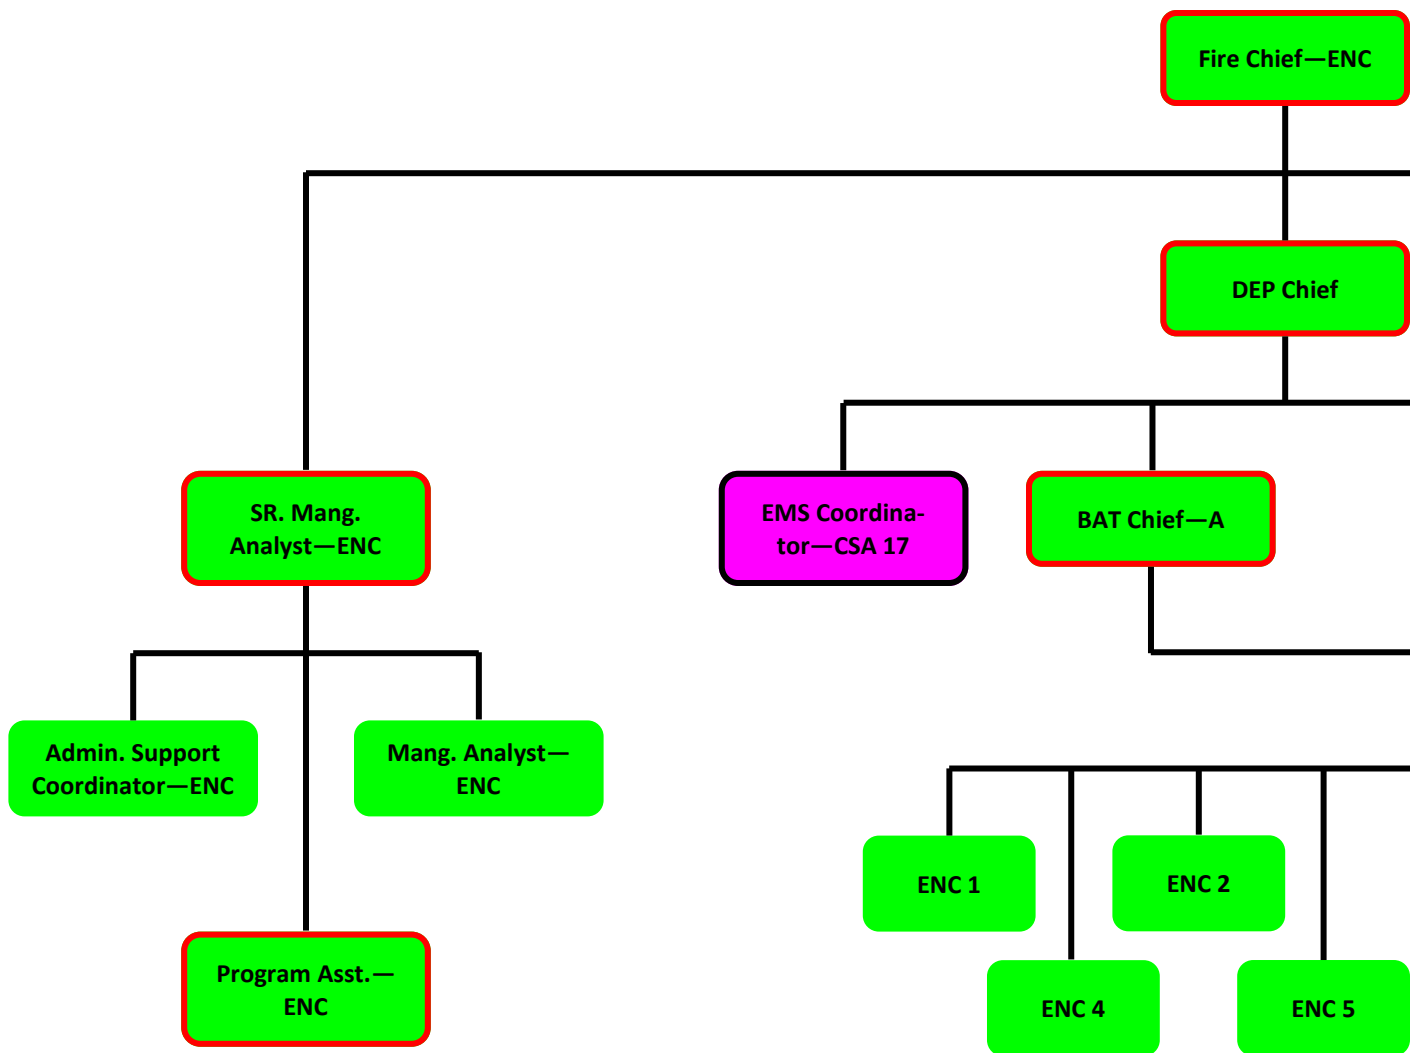 Fire Chief—ENC
DEP Chief
SR. Mang.
Analyst—ENC
EMS Coordina-
tor—CSA 17
BAT Chief—A
Admin. Support
Coordinator—ENC
Mang. Analyst—
ENC
ENC 1
ENC 2
Program Asst.—
ENC
ENC 4
ENC 5